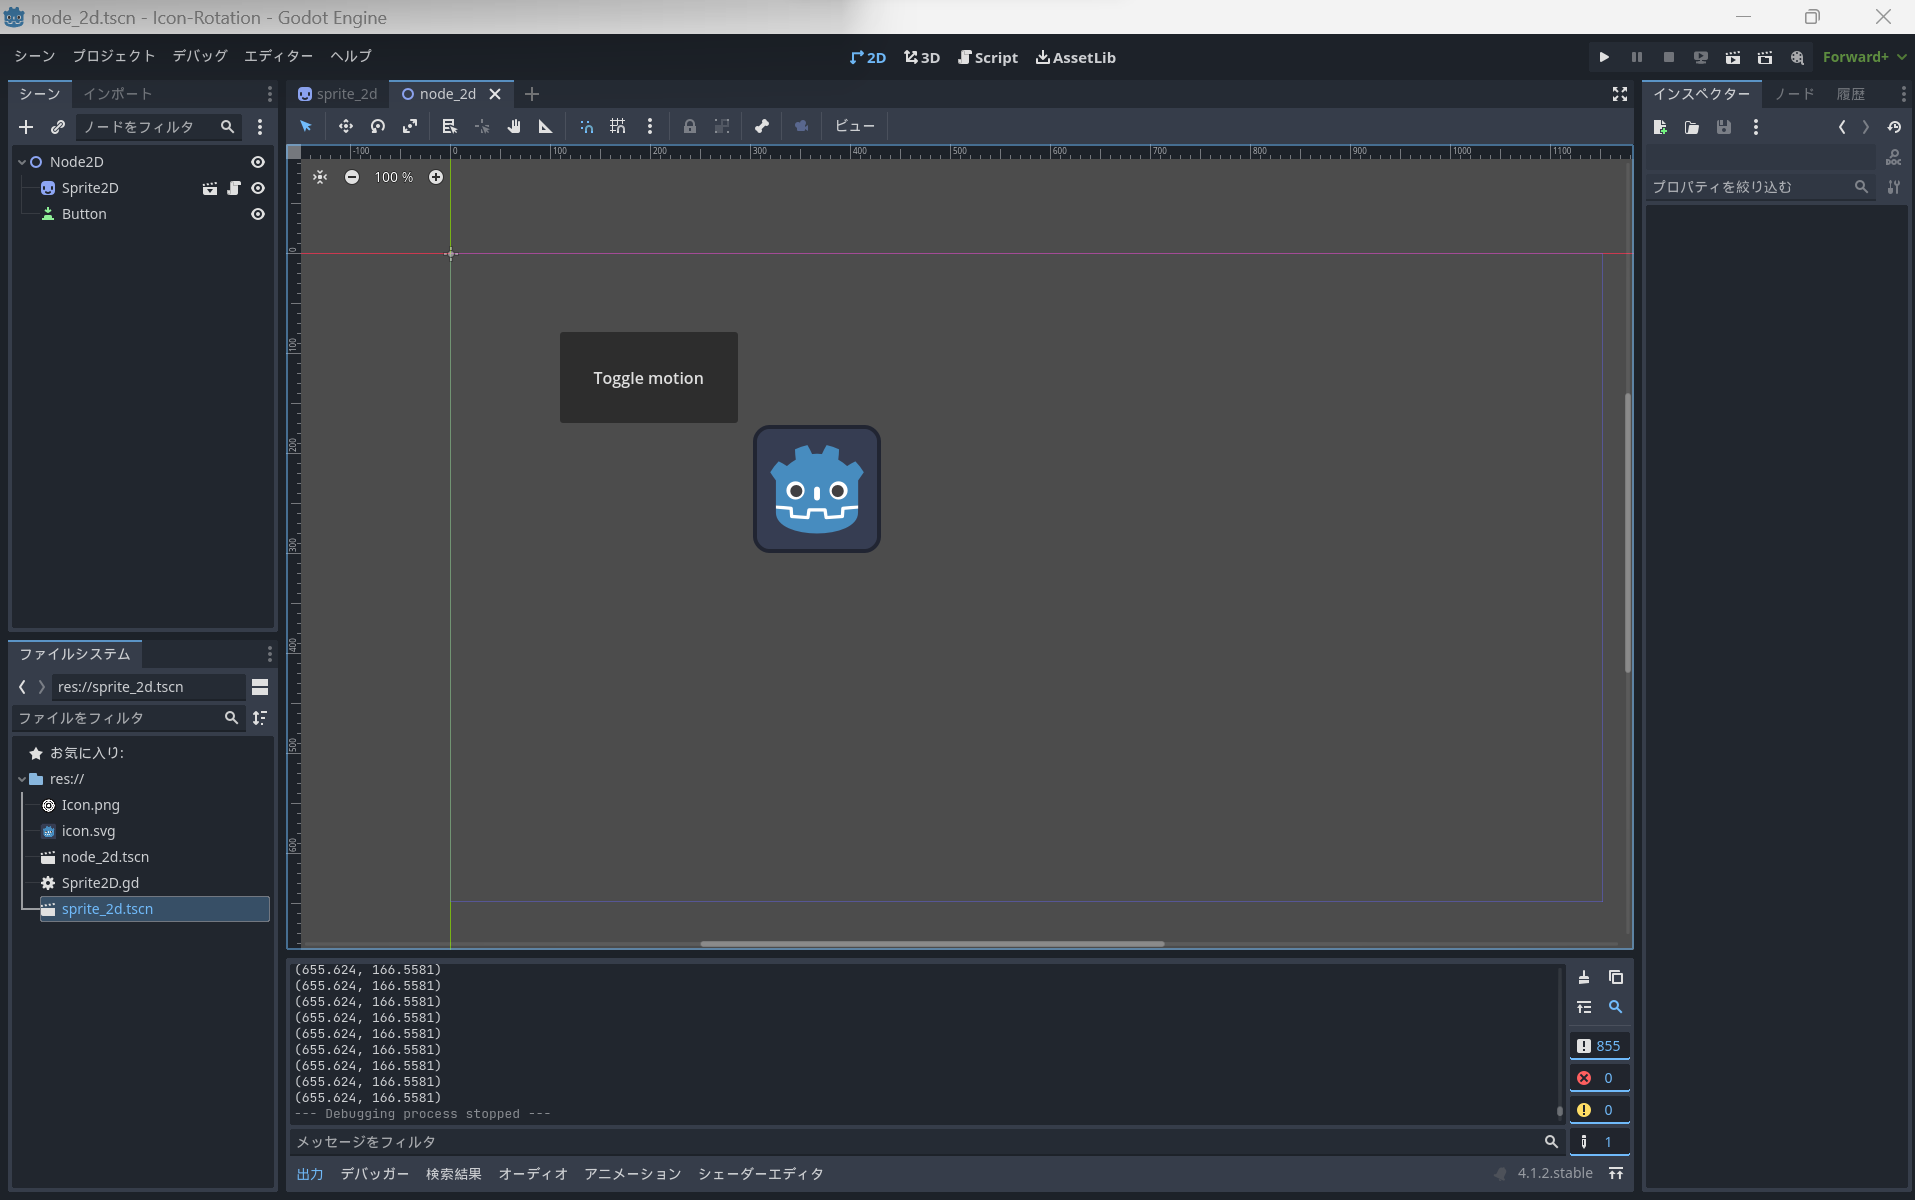 node_2d.tscn - Icon-Rotation - Godot Engine
シーン プロジェクト デバッグ エディター ヘルプ
2D 3D Script AssetLib
Forward+
シーン インポート
ノードをフィルタ
Node2D
Sprite2D
Button
sprite_2d node_2d
ビュー
-100 0 100 200 300 400 500 600 700 800 900 1000 1100
100 %
0
100
200
300
400
500
600
Toggle motion
インスペクター ノード 履歴
DOC
プロパティを絞り込む
ファイルシステム
res://sprite_2d.tscn
ファイルをフィルタ
お気に入り:
res://
Icon.png
icon.svg
node_2d.tscn
Sprite2D.gd
sprite_2d.tscn
(655.624, 166.5581)
(655.624, 166.5581)
(655.624, 166.5581)
(655.624, 166.5581)
(655.624, 166.5581)
(655.624, 166.5581)
(655.624, 166.5581)
(655.624, 166.5581)
(655.624, 166.5581)
--- Debugging process stopped ---
855
0
0
1
メッセージをフィルタ
出力 デバッガー 検索結果 オーディオ アニメーション シェーダーエディタ
4.1.2.stable